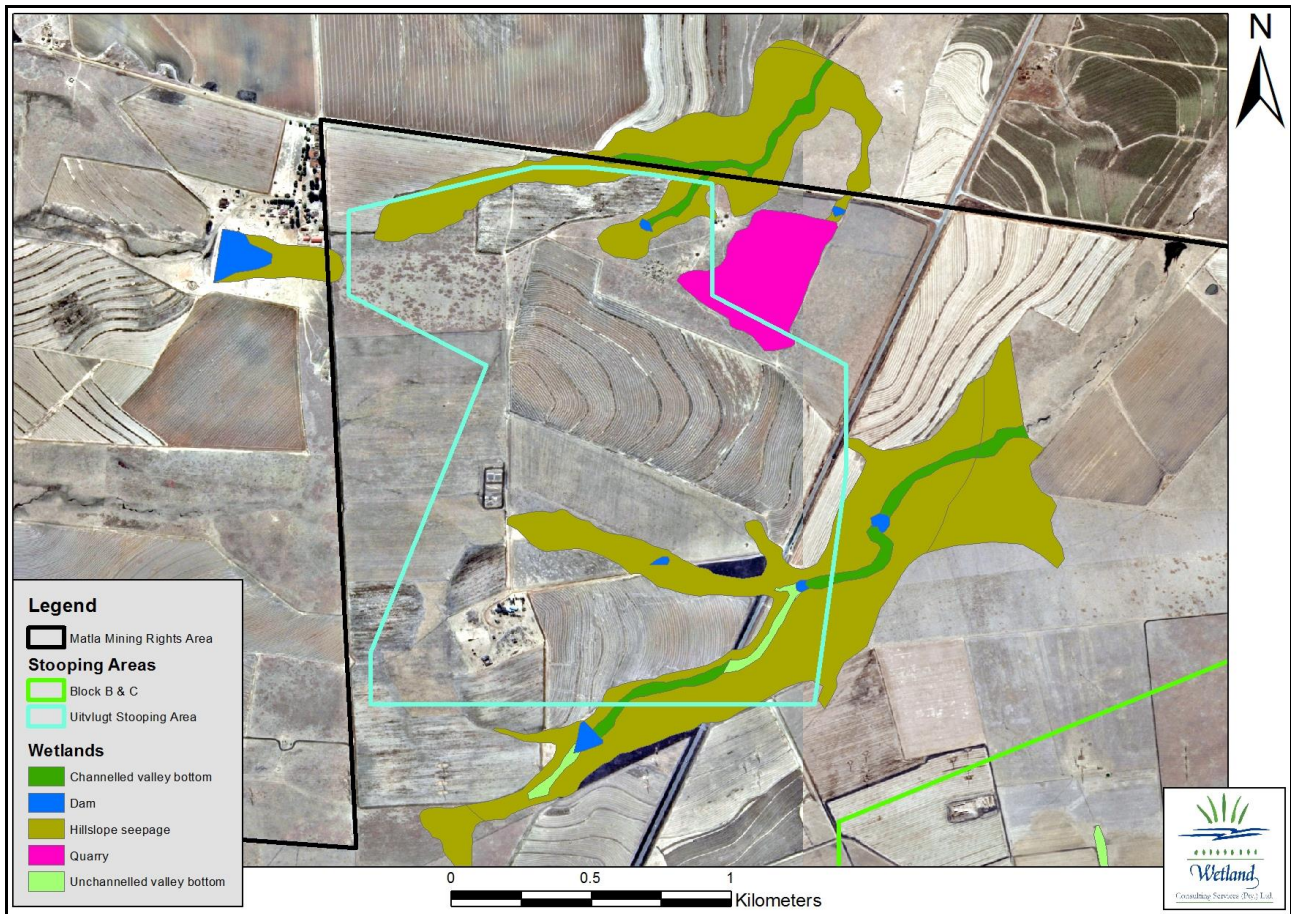 N
Legend
Matla Mining Rights Area
Stooping Areas
Block B & C
Uitvlugt Stooping Area
Wetlands
Channelled valley bottom
Dam
Hillslope seepage
Quarry
Unchannelled valley bottom
0 0.5 1
Kilometers
Wetland
Consulting Services (Pty.) Ltd.